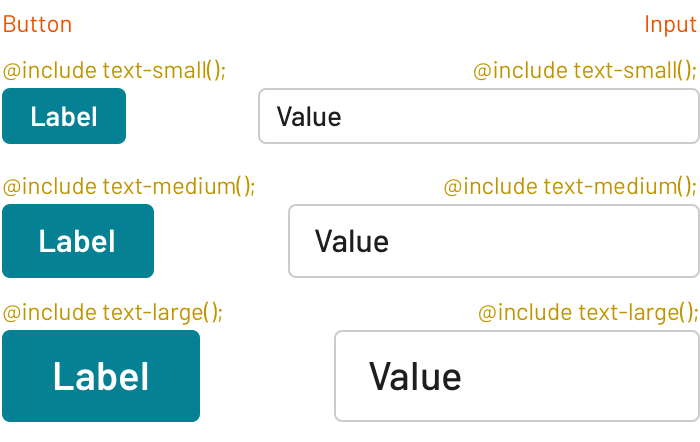 Button Input
@include text-small(); @include text-small();
Label Value
@include text-medium(); @include text-medium();
Label Value
@include text-large(); @include text-large();
Label Value